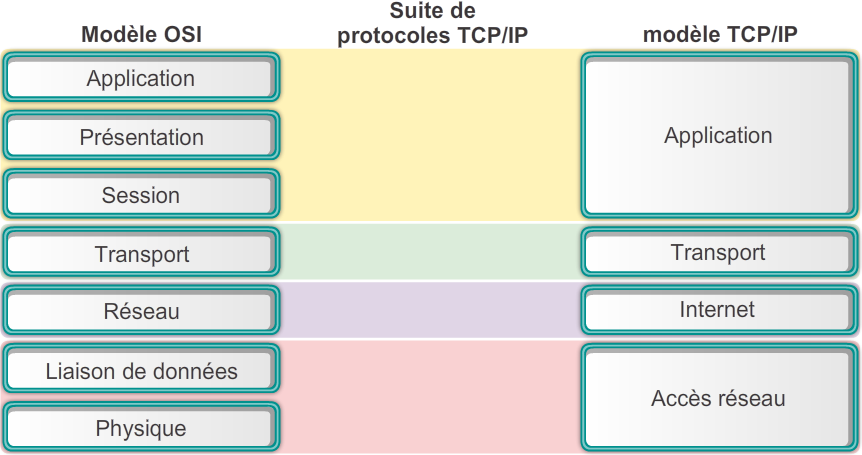 Modèle OSI
Suite de
protocoles TCP/IP
modèle TCP/IP
Application
Présentation
Session
Transport
Réseau
Liaison de données
Physique
Application
Transport
Internet
Accès réseau